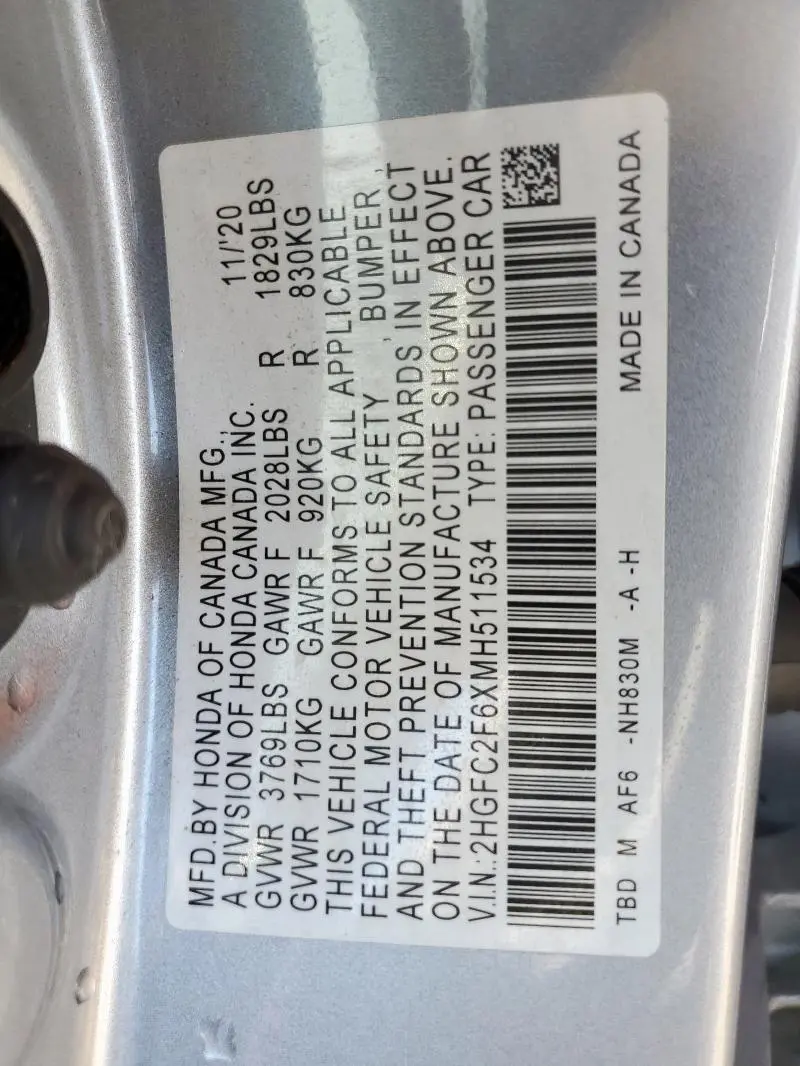 MFD.BY HONDA OF CANADA MFG.,
A DIVISION OF HONDA CANADA INC. 11/'20
GVWR 3769LBS GAWR F 2028LBS R 1829LBS
GVWR 1710KG GAWR F 920KG R 830KG
THIS VEHICLE CONFORMS TO ALL APPLICABLE
FEDERAL MOTOR VEHICLE SAFETY , BUMPER ,
AND THEFT PREVENTION STANDARDS IN EFFECT
ON THE DATE OF MANUFACTURE SHOWN ABOVE.
V.I.N.:2HGFC2F6XMH511534 TYPE: PASSENGER CAR
TBD M AF6 -NH830M -A -H MADE IN CANADA